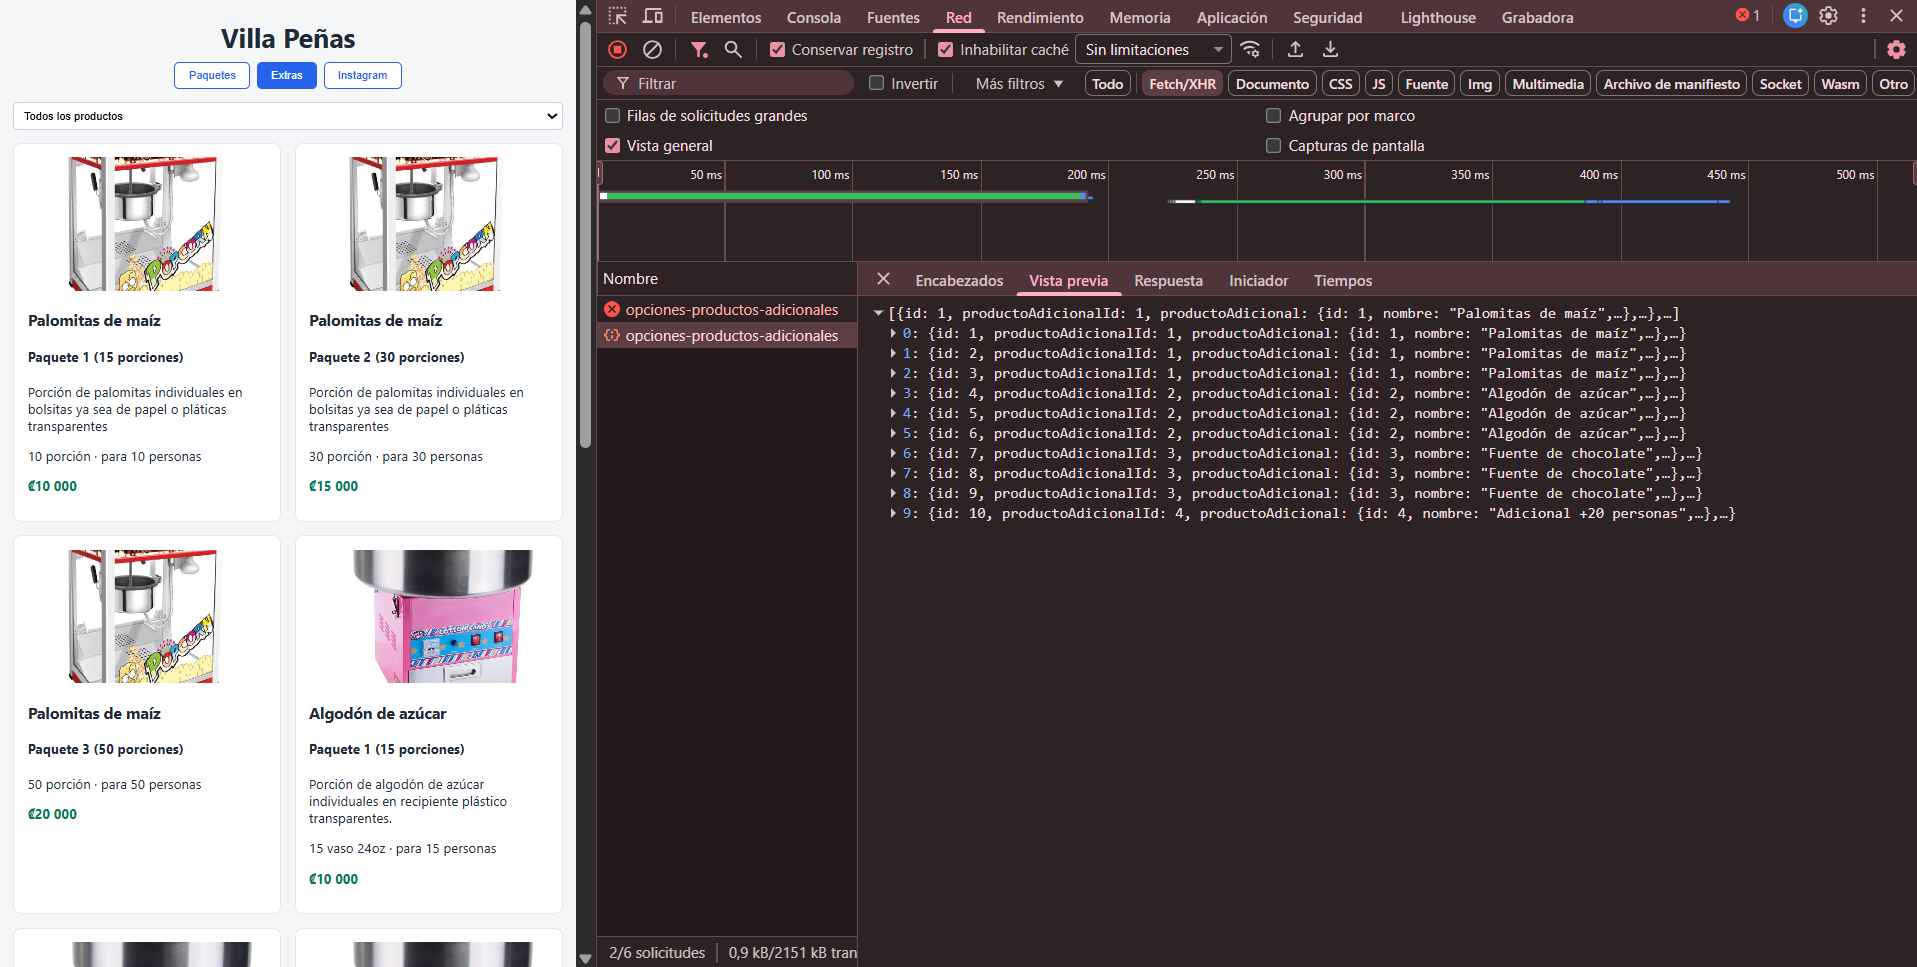 Villa Peñas
Paquetes
Extras
Instagram
Todos los productos
POPCORN
Palomitas de maíz
Paquete 1 (15 porciones)
Porción de palomitas individuales en
bolsitas ya sea de papel o pláticas
transparentes
10 porción · para 10 personas
₡10 000
POPCORN
Palomitas de maíz
Paquete 2 (30 porciones)
Porción de palomitas individuales en
bolsitas ya sea de papel o pláticas
transparentes
30 porción · para 30 personas
₡15 000
POPCORN
Palomitas de maíz
Paquete 3 (50 porciones)
50 porción · para 50 personas
₡20 000
COTTON CANDY
Algodón de azúcar
Paquete 1 (15 porciones)
Porción de algodón de azúcar
individuales en recipiente plástico
transparentes.
15 vaso 24oz · para 15 personas
₡10 000
Elementos Consola Fuentes Red Rendimiento Memoria Aplicación Seguridad Lighthouse Grabadora 1
Conservar registro Inhabilitar caché Sin limitaciones
Filtrar Invertir Más filtros Todo Fetch/XHR Documento CSS JS Fuente Img Multimedia Archivo de manifiesto Socket Wasm Otro
Filas de solicitudes grandes Agrupar por marco
Vista general Capturas de pantalla
50 ms 100 ms 150 ms 200 ms 250 ms 300 ms 350 ms 400 ms 450 ms 500 ms
Nombre
opciones-productos-adicionales
opciones-productos-adicionales
Encabezados Vista previa Respuesta Iniciador Tiempos
[{id: 1, productoAdicionalId: 1, productoAdicional: {id: 1, nombre: "Palomitas de maíz",…},…},…]
0: {id: 1, productoAdicionalId: 1, productoAdicional: {id: 1, nombre: "Palomitas de maíz",…},…}
1: {id: 2, productoAdicionalId: 1, productoAdicional: {id: 1, nombre: "Palomitas de maíz",…},…}
2: {id: 3, productoAdicionalId: 1, productoAdicional: {id: 1, nombre: "Palomitas de maíz",…},…}
3: {id: 4, productoAdicionalId: 2, productoAdicional: {id: 2, nombre: "Algodón de azúcar",…},…}
4: {id: 5, productoAdicionalId: 2, productoAdicional: {id: 2, nombre: "Algodón de azúcar",…},…}
5: {id: 6, productoAdicionalId: 2, productoAdicional: {id: 2, nombre: "Algodón de azúcar",…},…}
6: {id: 7, productoAdicionalId: 3, productoAdicional: {id: 3, nombre: "Fuente de chocolate",…},…}
7: {id: 8, productoAdicionalId: 3, productoAdicional: {id: 3, nombre: "Fuente de chocolate",…},…}
8: {id: 9, productoAdicionalId: 3, productoAdicional: {id: 3, nombre: "Fuente de chocolate",…},…}
9: {id: 10, productoAdicionalId: 4, productoAdicional: {id: 4, nombre: "Adicional +20 personas",…},…}
2/6 solicitudes 0,9 kB/2151 kB tran